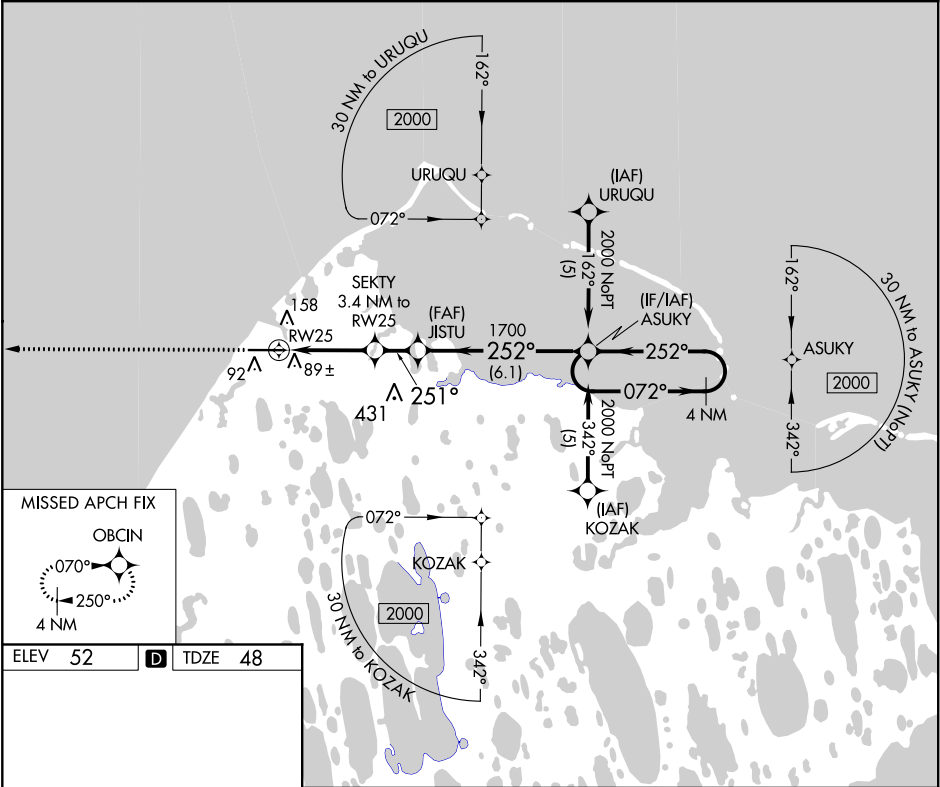 30 NM to URUQU
162°
2000
URUQU
072°
(IAF)
URUQU
2000 NoPT
162°
(5)
SEKTY
3.4 NM to
RW25
(FAF)
JISTU
(IF/IAF)
ASUKY
158
RW25
1700
252°
(6.1)
252°
92
89±
431
251°
072°
4 NM
2000 NoPT
342°
(5)
(IAF)
KOZAK
162°
30 NM to ASUKY (NoPT)
ASUKY
2000
342°
MISSED APCH FIX
OBCIN
070°
250°
4 NM
072°
KOZAK
2000
30 NM to KOZAK
342°
ELEV 52 D TDZE 48